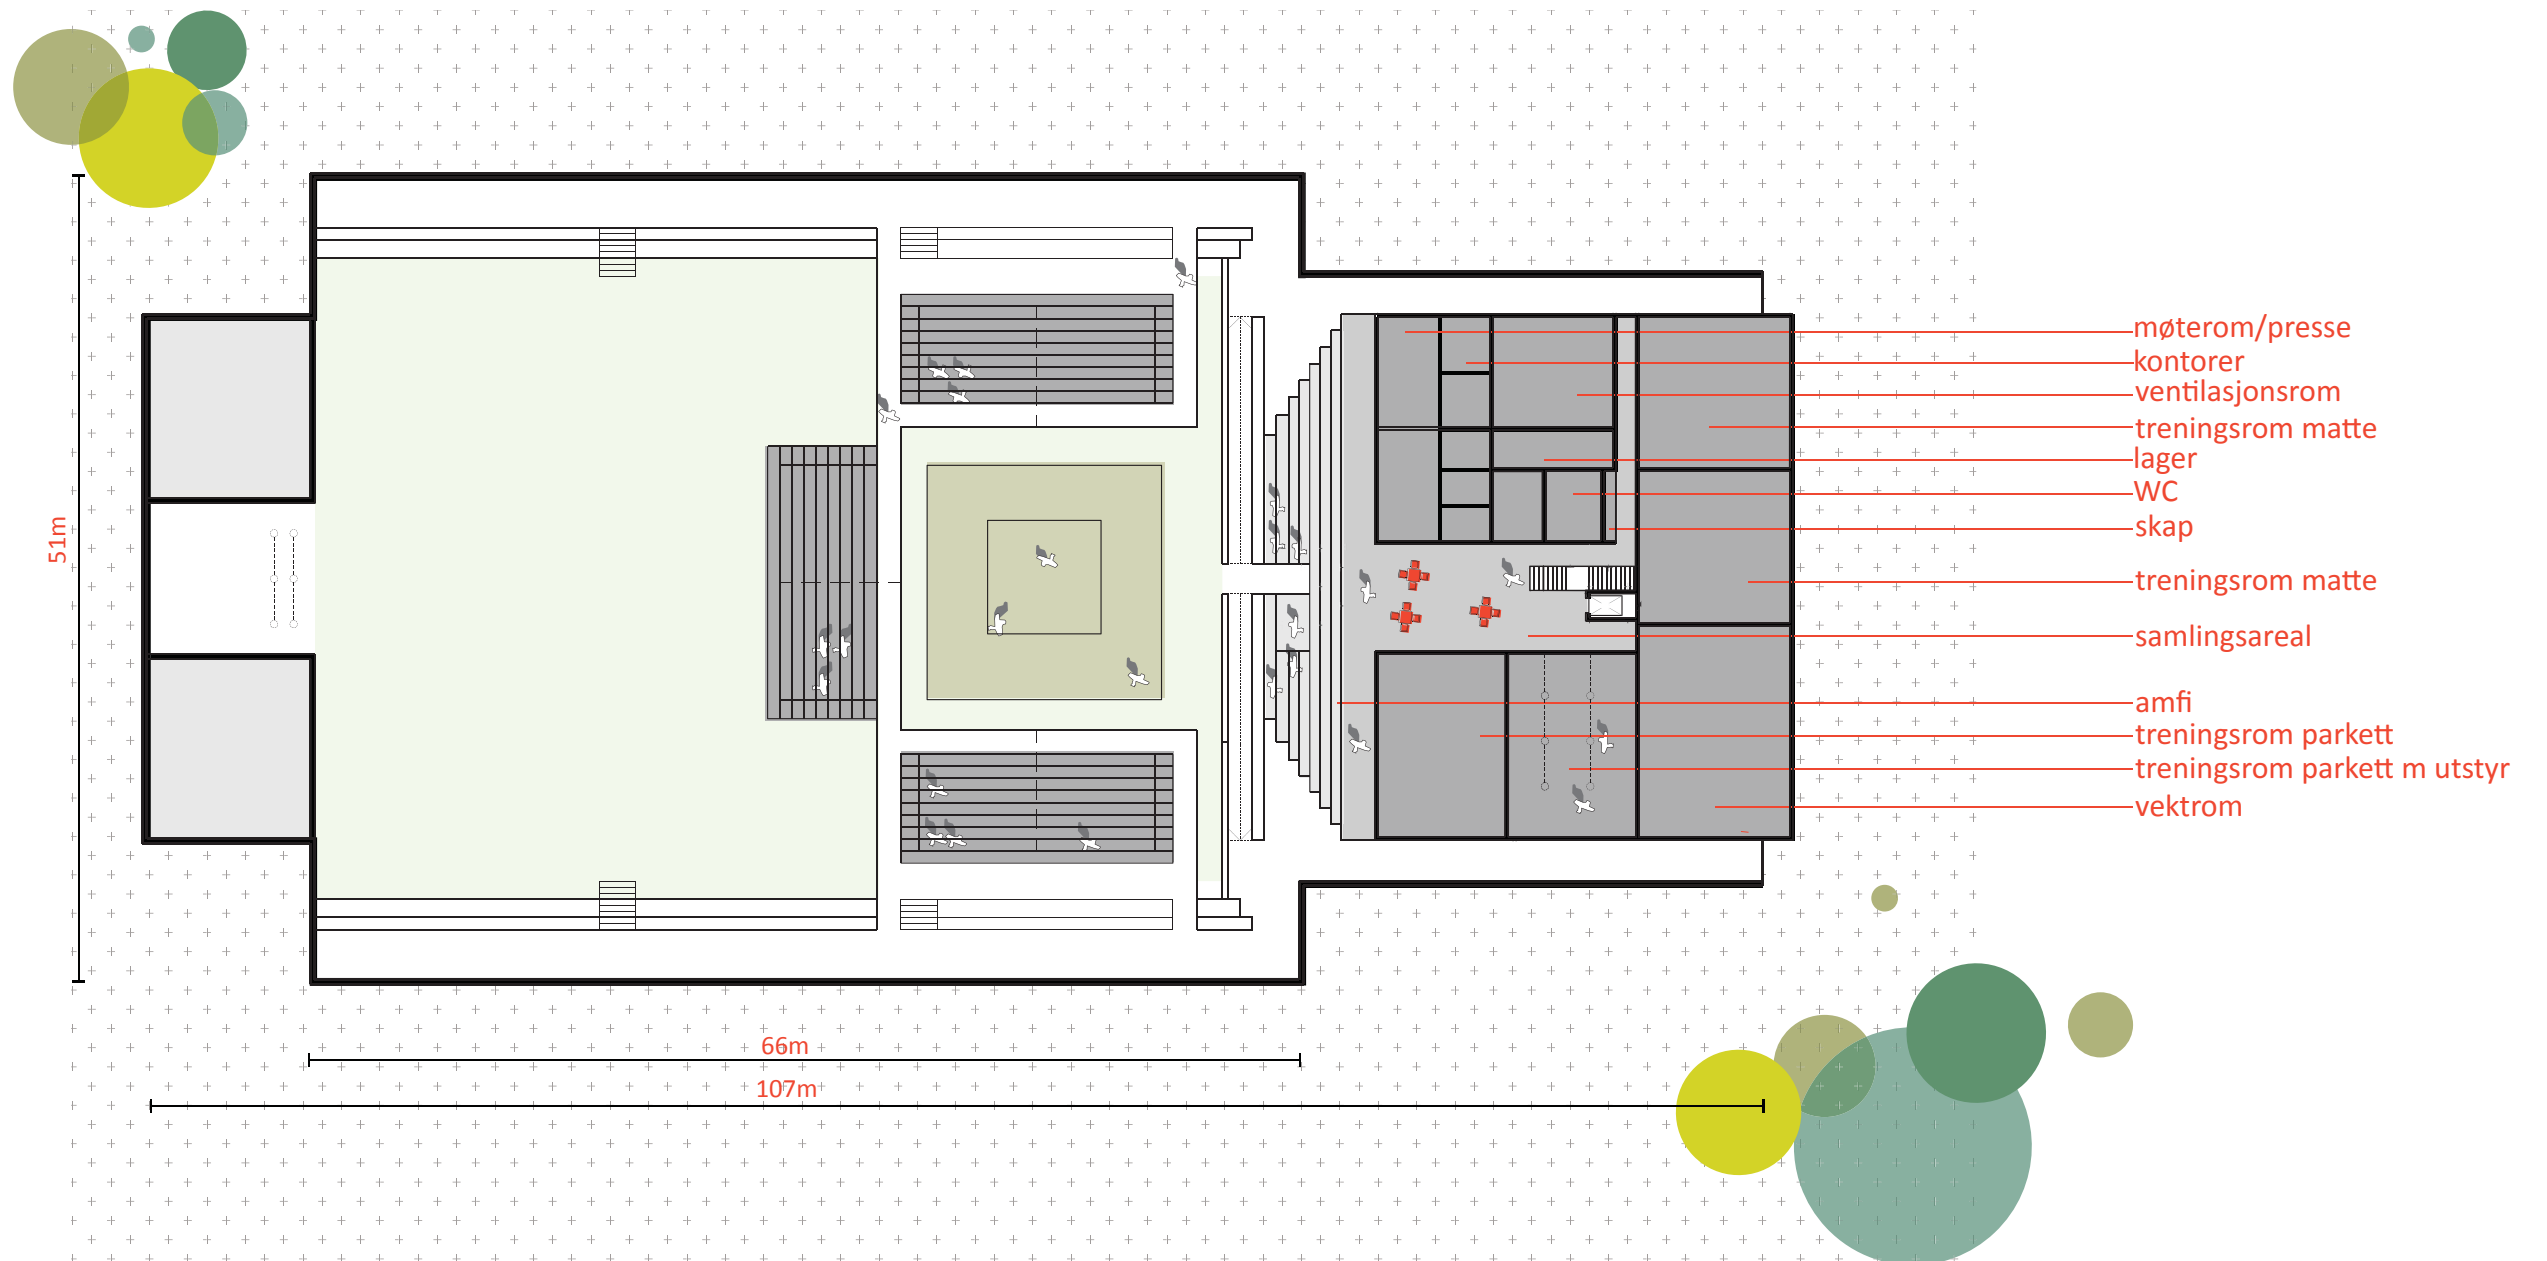 møterom/presse
kontorer
ventilasjonsrom
treningsrom matte
lager
WC
skap
51m
treningsrom matte
samlingsareal
amfi
treningsrom parkett
treningsrom parkett m utstyr
vektrom
66m
107m